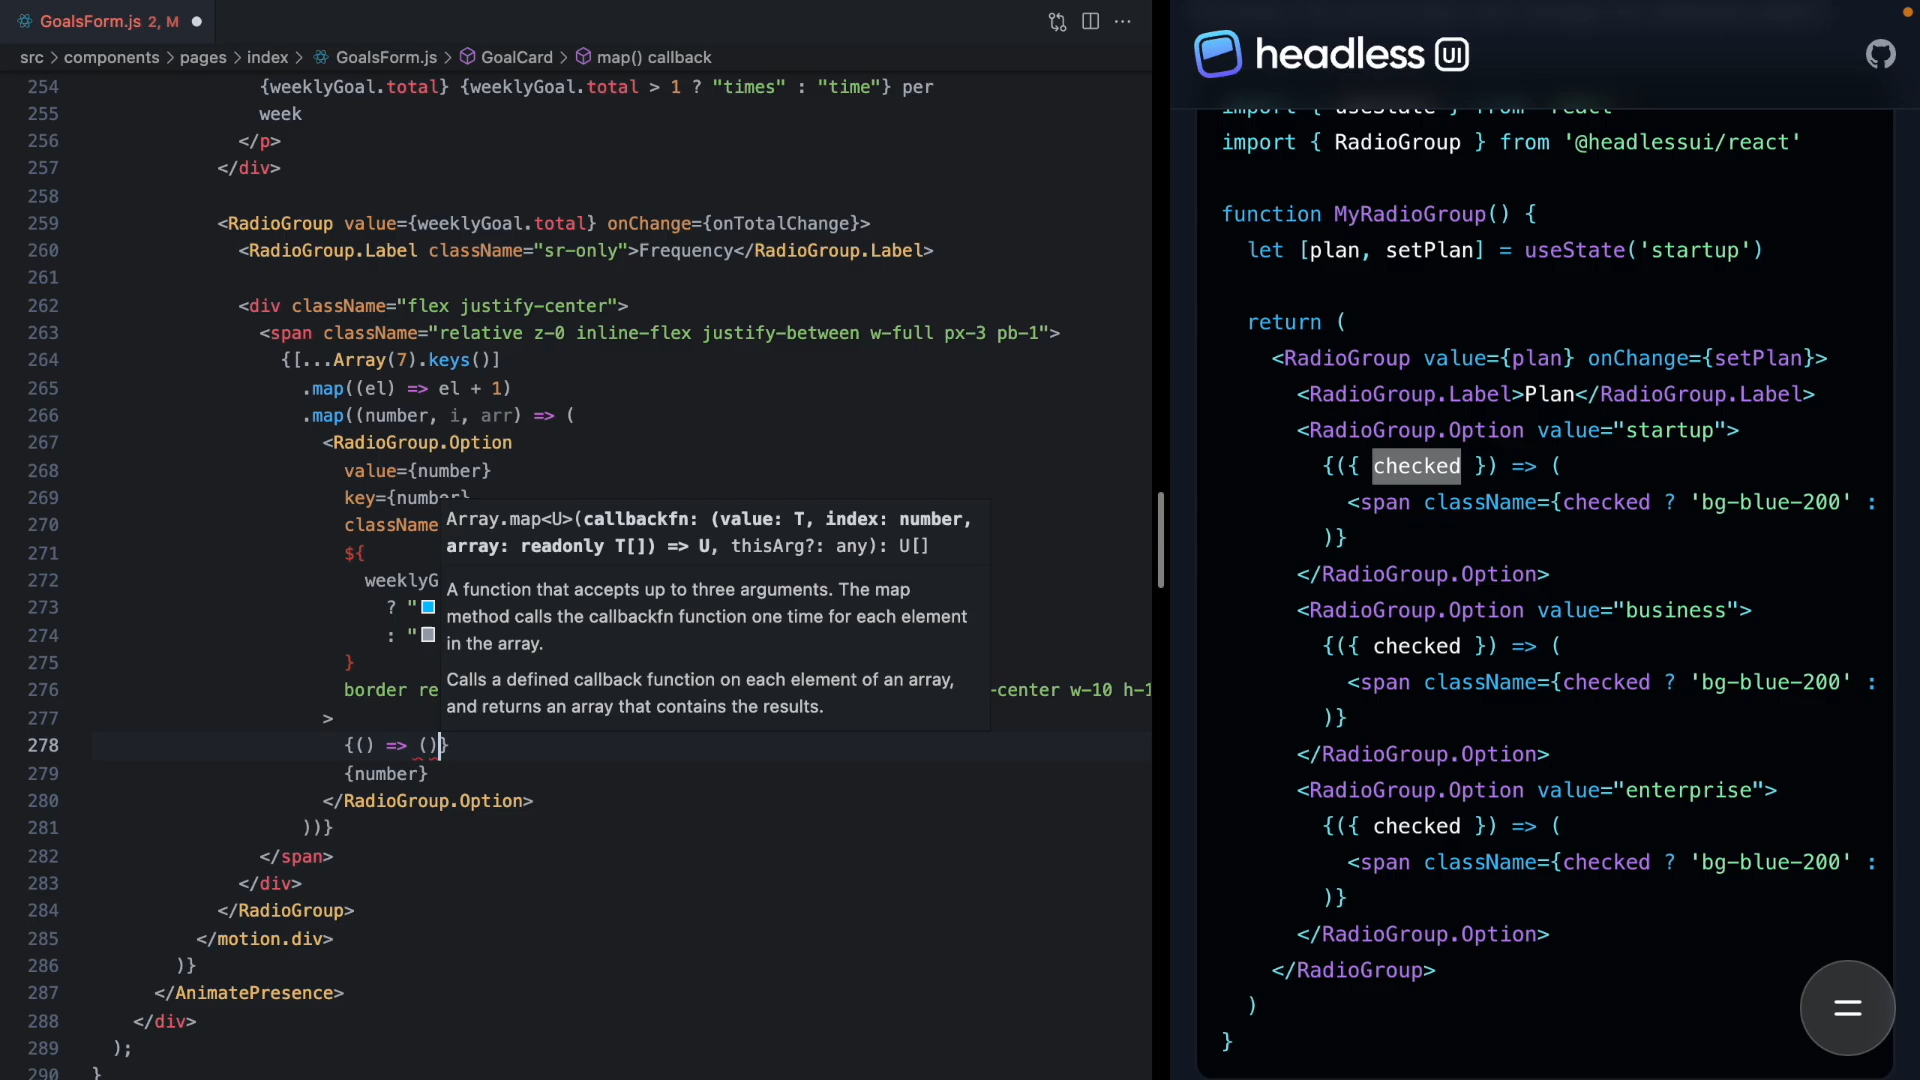 GoalsForm.js 2, M
src > components > pages > index > GoalsForm.js > GoalCard > map() callback
254 {weeklyGoal.total} {weeklyGoal.total > 1 ? "times" : "time"} per
255 week
256 </p>
257 </div>
258
259 <RadioGroup value={weeklyGoal.total} onChange={onTotalChange}>
260 <RadioGroup.Label className="sr-only">Frequency</RadioGroup.Label>
261
262 <div className="flex justify-center">
263 <span className="relative z-0 inline-flex justify-between w-full px-3 pb-1">
264 {[...Array(7).keys()]
265 .map((el) => el + 1)
266 .map((number, i, arr) => (
267 <RadioGroup.Option
268 value={number}
269 key={number}
270 className
271 ${
272 weeklyG
273 ? "
274 : "
275 }
276 border re -center w-10 h-1
277 >
278 {() => ()}
279 {number}
280 </RadioGroup.Option>
281 ))}
282 </span>
283 </div>
284 </RadioGroup>
285 </motion.div>
286 )}
287 </AnimatePresence>
288 </div>
289 );
290 }
Array.map<U>(callbackfn: (value: T, index: number,
array: readonly T[]) => U, thisArg?: any): U[]
A function that accepts up to three arguments. The map
method calls the callbackfn function one time for each element
in the array.
Calls a defined callback function on each element of an array,
and returns an array that contains the results.
headless UI
import { useState } from 'react'
import { RadioGroup } from '@headlessui/react'
function MyRadioGroup() {
let [plan, setPlan] = useState('startup')
return (
<RadioGroup value={plan} onChange={setPlan}>
<RadioGroup.Label>Plan</RadioGroup.Label>
<RadioGroup.Option value="startup">
{({ checked }) => (
<span className={checked ? 'bg-blue-200' :
)}
</RadioGroup.Option>
<RadioGroup.Option value="business">
{({ checked }) => (
<span className={checked ? 'bg-blue-200' :
)}
</RadioGroup.Option>
<RadioGroup.Option value="enterprise">
{({ checked }) => (
<span className={checked ? 'bg-blue-200' :
)}
</RadioGroup.Option>
</RadioGroup>
)
}